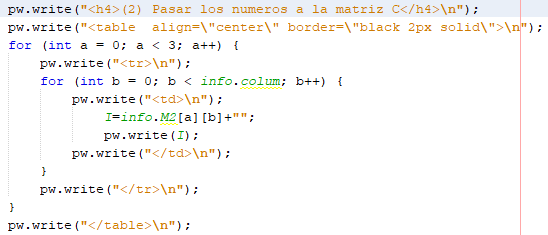 pw.write("<h4>(2) Pasar los numeros a la matriz C</h4>\n");
pw.write("<table  align=\"center\" border=\"black 2px solid\">\n");
for (int a = 0; a < 3; a++) {
    pw.write("<tr>\n");
    for (int b = 0; b < info.colum; b++) {
        pw.write("<td>\n");
            I=info.M2[a][b]+"";
            pw.write(I);
        pw.write("</td>\n");
    }
    pw.write("</tr>\n");
}
pw.write("</table>\n");